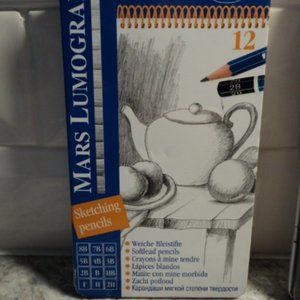 12
2B
MARS LUMOGRA
Sketching
pencils
8B 7B 6B
5B 4B 3B
2B B HB
F H 2H
• Weiche Bleistifte
• Softlead pencils
• Crayons à mine tendre
• Lápices blandos
• Matite con mine morbida
• Zacht potlood
• Карандаши мягкой степени твердости